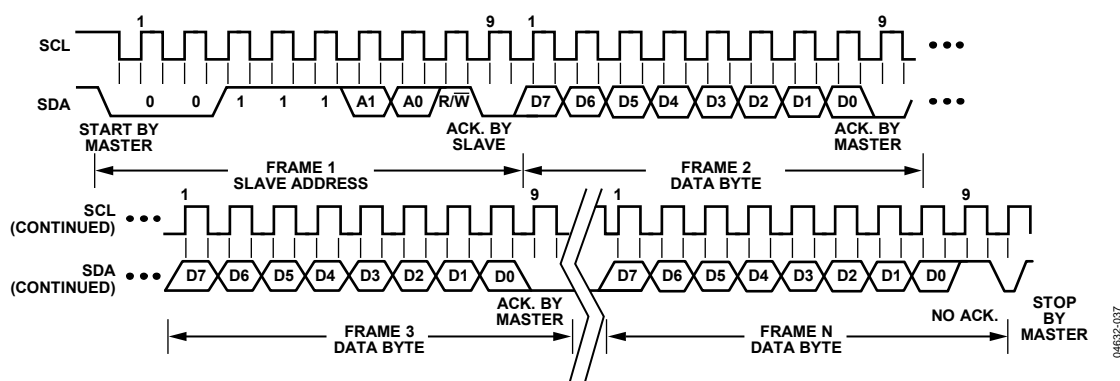 1 9 1 9
SCL •••
SDA 0 0 1 1 1 A1 A0 R/W̅ D7 D6 D5 D4 D3 D2 D1 D0 •••
START BY
MASTER
ACK. BY
SLAVE
ACK. BY
MASTER
FRAME 1
SLAVE ADDRESS
FRAME 2
DATA BYTE
1 9 1 9
SCL
(CONTINUED) •••
SDA
(CONTINUED) ••• D7 D6 D5 D4 D3 D2 D1 D0 D7 D6 D5 D4 D3 D2 D1 D0
ACK. BY
MASTER
NO ACK.
STOP
BY
MASTER
FRAME 3
DATA BYTE
FRAME N
DATA BYTE
04632-037